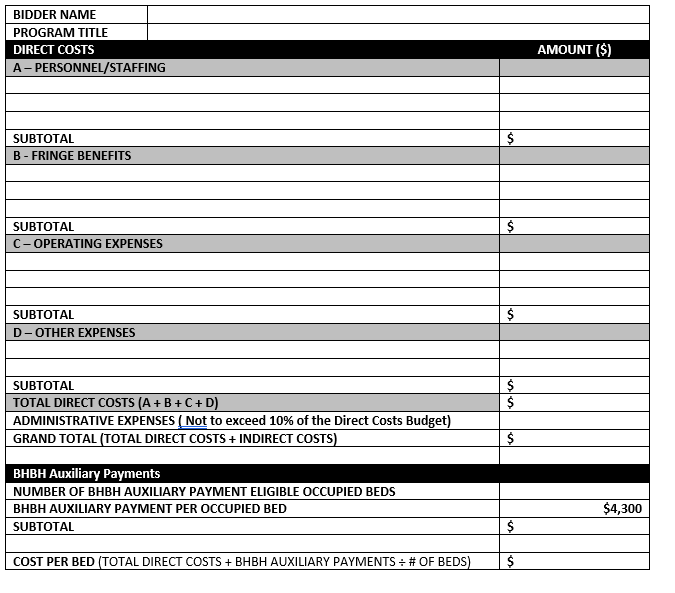 BIDDER NAME
PROGRAM TITLE
DIRECT COSTS AMOUNT ($)
A – PERSONNEL/STAFFING
SUBTOTAL $
B - FRINGE BENEFITS
SUBTOTAL $
C – OPERATING EXPENSES
SUBTOTAL $
D – OTHER EXPENSES
SUBTOTAL $
TOTAL DIRECT COSTS (A + B + C + D) $
ADMINISTRATIVE EXPENSES ( Not to exceed 10% of the Direct Costs Budget)
GRAND TOTAL (TOTAL DIRECT COSTS + INDIRECT COSTS) $
BHBH Auxiliary Payments
NUMBER OF BHBH AUXILIARY PAYMENT ELIGIBLE OCCUPIED BEDS
BHBH AUXILIARY PAYMENT PER OCCUPIED BED $4,300
SUBTOTAL $
COST PER BED (TOTAL DIRECT COSTS + BHBH AUXILIARY PAYMENTS ÷ # OF BEDS) $